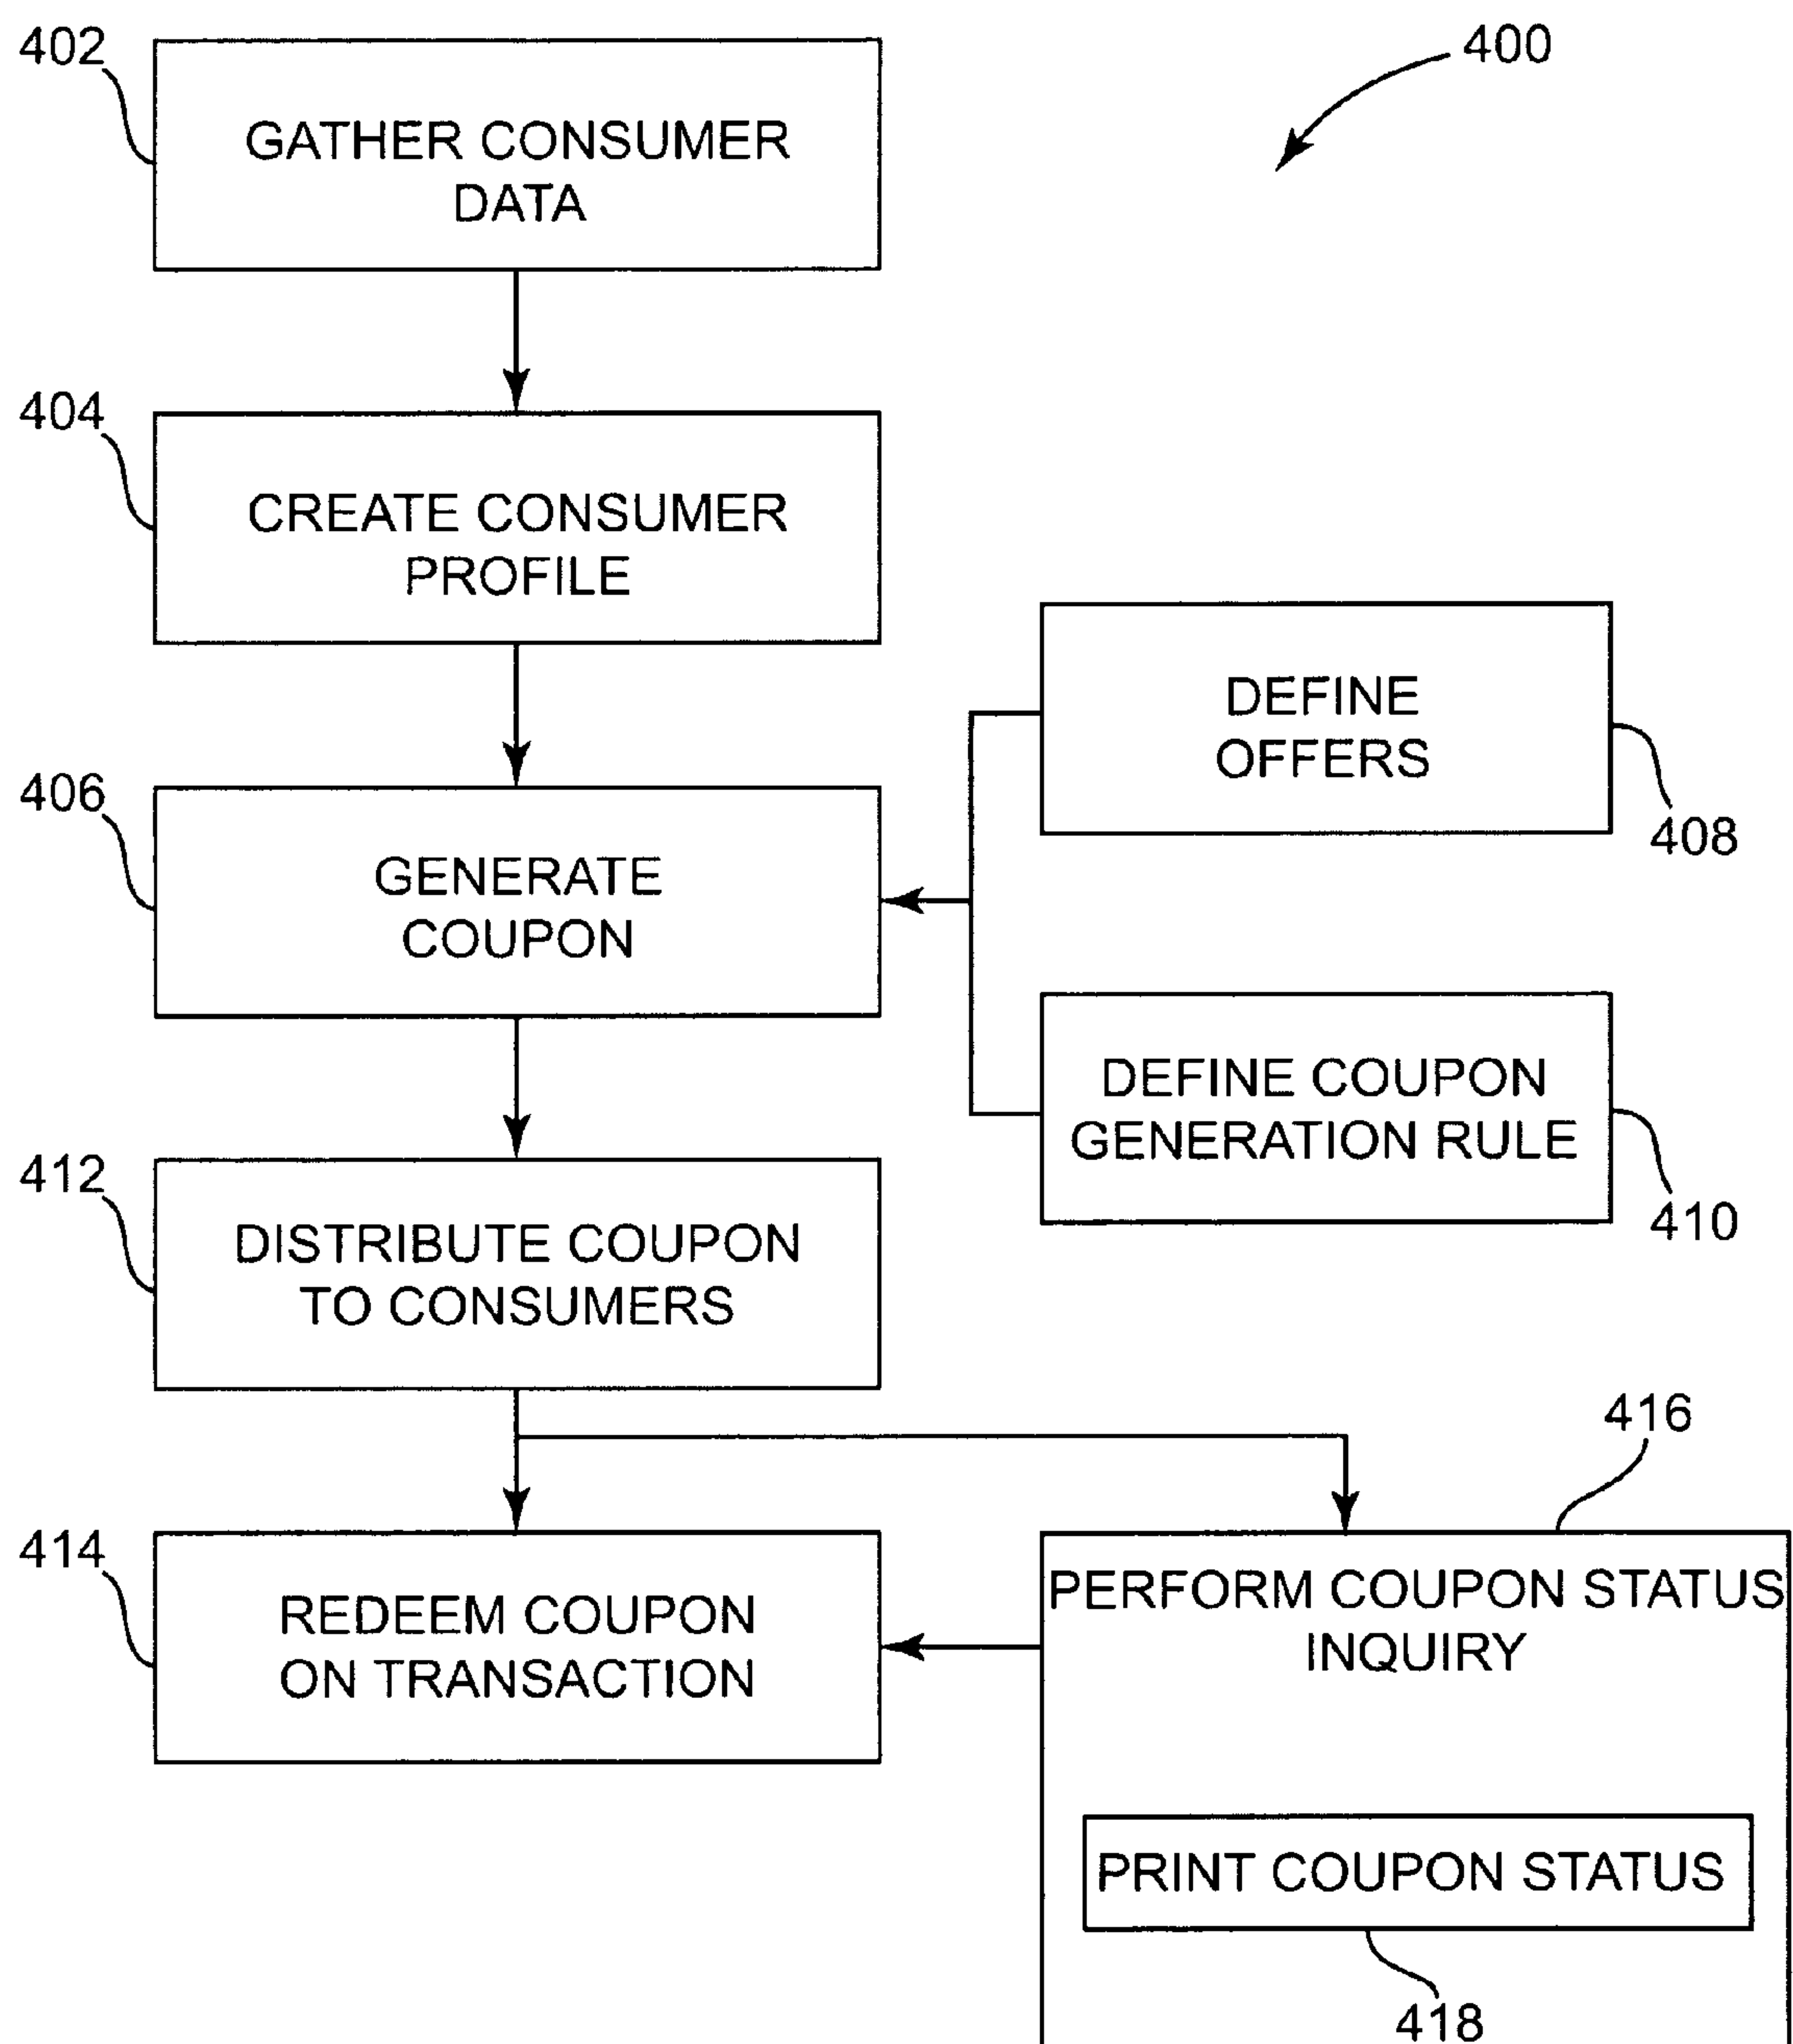 402
400
GATHER CONSUMER
DATA
404
CREATE CONSUMER
PROFILE
406
GENERATE
COUPON
DEFINE
OFFERS
408
DEFINE COUPON
GENERATION RULE
410
412
DISTRIBUTE COUPON
TO CONSUMERS
414
REDEEM COUPON
ON TRANSACTION
416
PERFORM COUPON STATUS
INQUIRY
PRINT COUPON STATUS
418